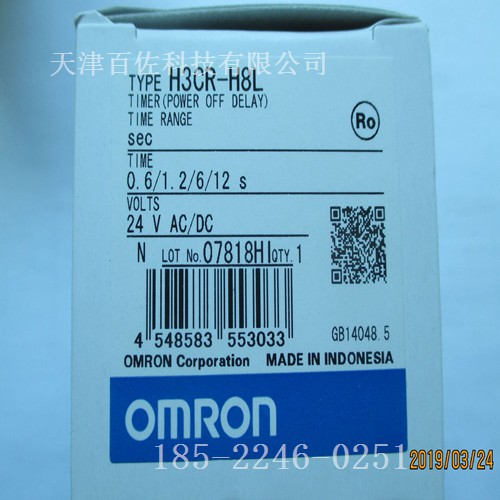 天津百佐科技有限公司
TYPE H3CR-H8L
TIMER(POWER OFF DELAY)
TIME RANGE
Ro
sec
TIME
0.6/1.2/6/12 s
VOLTS
24 V AC/DC
N LOT No.07818HI QTY.1
4 548583 553033
GB14048.5
OMRON Corporation MADE IN INDONESIA
OMRON
185-2246-0251
2019/03/24